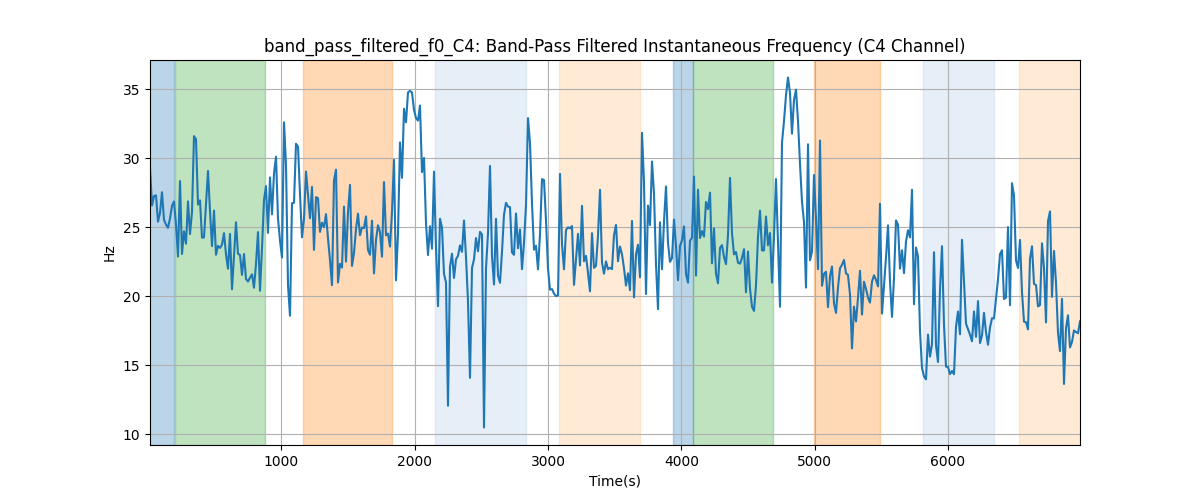 band_pass_filtered_f0_C4: Band-Pass Filtered Instantaneous Frequency (C4 Channel)
Hz
35
30
25
20
15
10
1000 2000 3000 4000 5000 6000
Time(s)